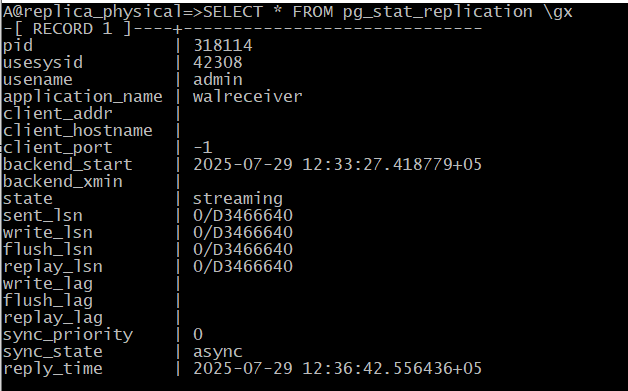 A@replica_physical=>SELECT * FROM pg_stat_replication \gx
-[ RECORD 1 ]----+------------------------------
pid              | 318114
usesysid         | 42308
usename          | admin
application_name | walreceiver
client_addr      |
client_hostname  |
client_port      | -1
backend_start    | 2025-07-29 12:33:27.418779+05
backend_xmin     |
state            | streaming
sent_lsn         | 0/D3466640
write_lsn        | 0/D3466640
flush_lsn        | 0/D3466640
replay_lsn       | 0/D3466640
write_lag        |
flush_lag        |
replay_lag       |
sync_priority    | 0
sync_state       | async
reply_time       | 2025-07-29 12:36:42.556436+05